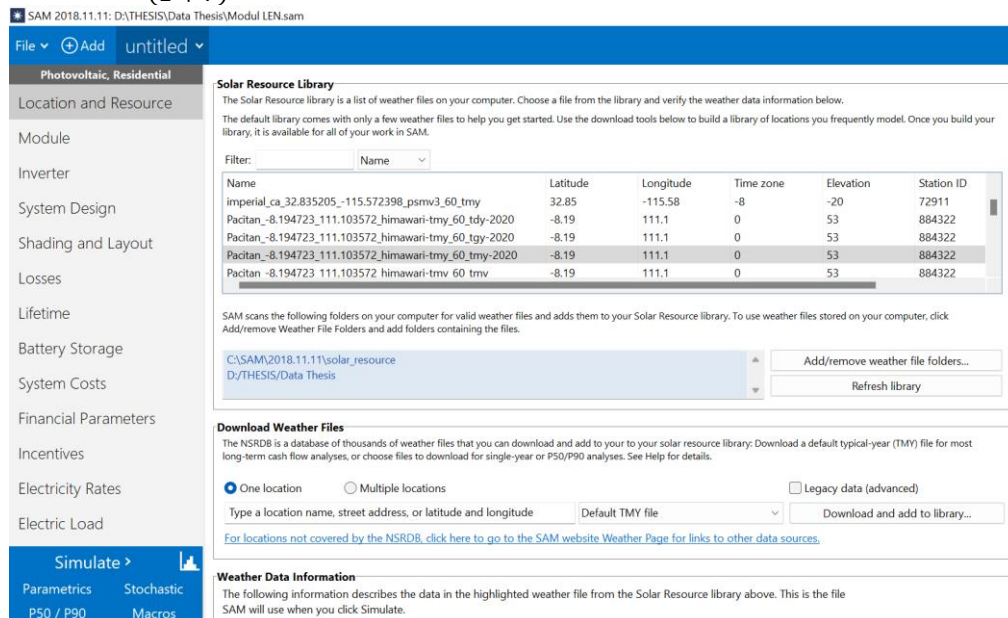 SAM 2018.11.11: D:\THESIS\Data Thesis\Modul LEN.sam
File Add untitled
Photovoltaic, Residential
Location and Resource
Module
Inverter
System Design
Shading and Layout
Losses
Lifetime
Battery Storage
System Costs
Financial Parameters
Incentives
Electricity Rates
Electric Load
Simulate >
Parametrics Stochastic
P50 / P90 Macros
Solar Resource Library
The Solar Resource library is a list of weather files on your computer. Choose a file from the library and verify the weather data information below.
The default library comes with only a few weather files to help you get started. Use the download tools below to build a library of locations you frequently model. Once you build your
library, it is available for all of your work in SAM.
Filter: Name
Name Latitude Longitude Time zone Elevation Station ID
imperial_ca_32.835205_-115.572398_psmv3_60_tmy 32.85 -115.58 -8 -20 72911
Pacitan_-8.194723_111.103572_himawari-tmy_60_tdy-2020 -8.19 111.1 0 53 884322
Pacitan_-8.194723_111.103572_himawari-tmy_60_tgy-2020 -8.19 111.1 0 53 884322
Pacitan_-8.194723_111.103572_himawari-tmy_60_tmy-2020 -8.19 111.1 0 53 884322
Pacitan_-8.194723_111.103572_himawari-tmy_60_tmy -8.19 111.1 0 53 884322
SAM scans the following folders on your computer for valid weather files and adds them to your Solar Resource library. To use weather files stored on your computer, click
Add/remove Weather File Folders and add folders containing the files.
C:\SAM\2018.11.11\solar_resource
D:/THESIS/Data Thesis
Add/remove weather file folders...
Refresh library
Download Weather Files
The NSRDB is a database of thousands of weather files that you can download and add to your to your solar resource library: Download a default typical-year (TMY) file for most
long-term cash flow analyses, or choose files to download for single-year or P50/P90 analyses. See Help for details.
One location Multiple locations Legacy data (advanced)
Type a location name, street address, or latitude and longitude Default TMY file Download and add to library...
For locations not covered by the NSRDB, click here to go to the SAM website Weather Page for links to other data sources.
Weather Data Information
The following information describes the data in the highlighted weather file from the Solar Resource library above. This is the file
SAM will use when you click Simulate.